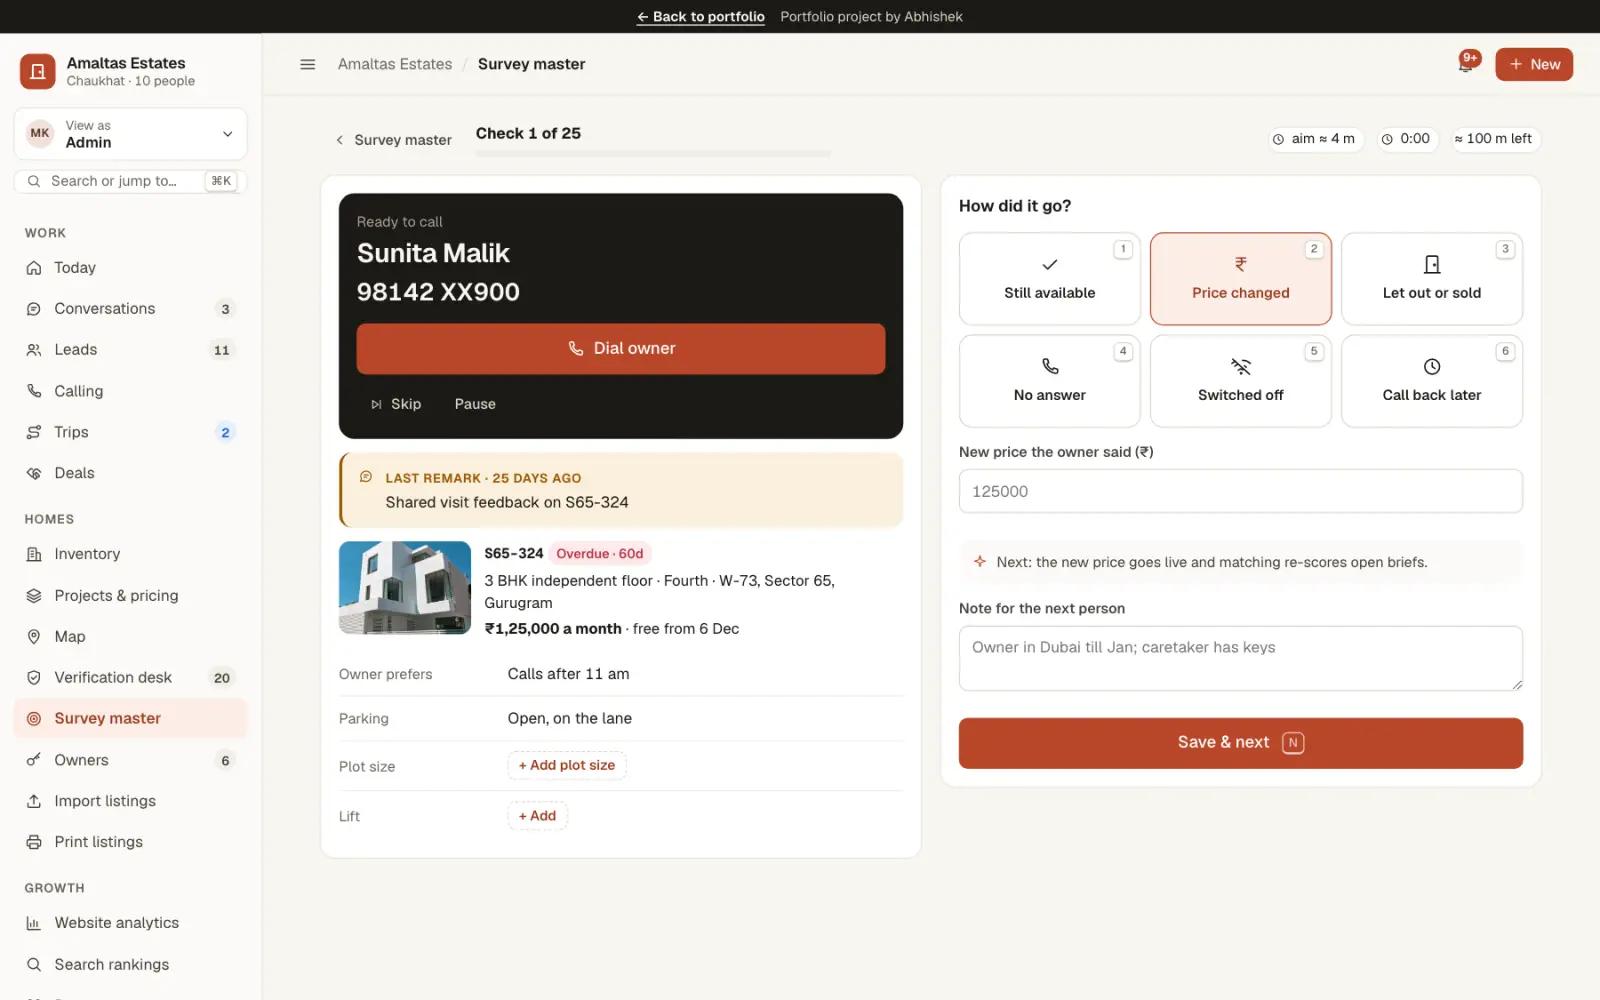 ← Back to portfolio Portfolio project by Abhishek
Amaltas Estates
Chaukhat · 10 people
MK
View as
Admin
Search or jump to... ⌘K
WORK
Today
Conversations 3
Leads 11
Calling
Trips 2
Deals
HOMES
Inventory
Projects & pricing
Map
Verification desk 20
Survey master
Owners 6
Import listings
Print listings
GROWTH
Website analytics
Search rankings
Amaltas Estates / Survey master
9+
+ New
< Survey master
Check 1 of 25
aim ≈ 4 m
0:00
≈ 100 m left
Ready to call
Sunita Malik
98142 XX900
Dial owner
Skip Pause
LAST REMARK · 25 DAYS AGO
Shared visit feedback on S65-324
S65-324 Overdue · 60d
3 BHK independent floor · Fourth · W-73, Sector 65,
Gurugram
₹1,25,000 a month · free from 6 Dec
Owner prefers Calls after 11 am
Parking Open, on the lane
Plot size + Add plot size
Lift + Add
How did it go?
1 Still available
2 ₹ Price changed
3 Let out or sold
4 No answer
5 Switched off
6 Call back later
New price the owner said (₹)
125000
Next: the new price goes live and matching re-scores open briefs.
Note for the next person
Owner in Dubai till Jan; caretaker has keys
Save & next N